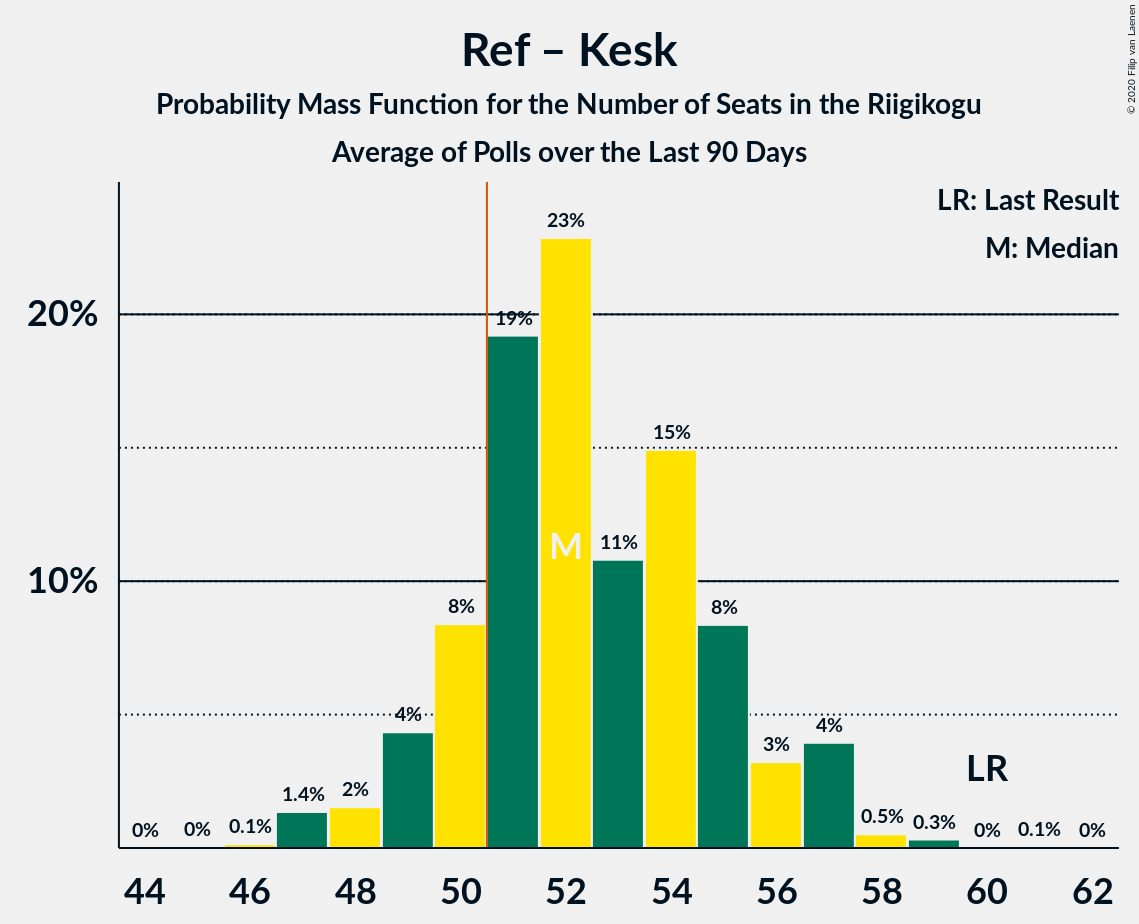 Ref – Kesk
Probability Mass Function for the Number of Seats in the Riigikogu
Average of Polls over the Last 90 Days
© 2020 Filip van Laenen
LR: Last Result
M: Median
20%
10%
0%
0%
0.1%
1.4%
2%
4%
8%
19%
23%
11%
15%
8%
3%
4%
0.5%
0.3%
0%
0.1%
0%
M
LR
44 46 48 50 52 54 56 58 60 62